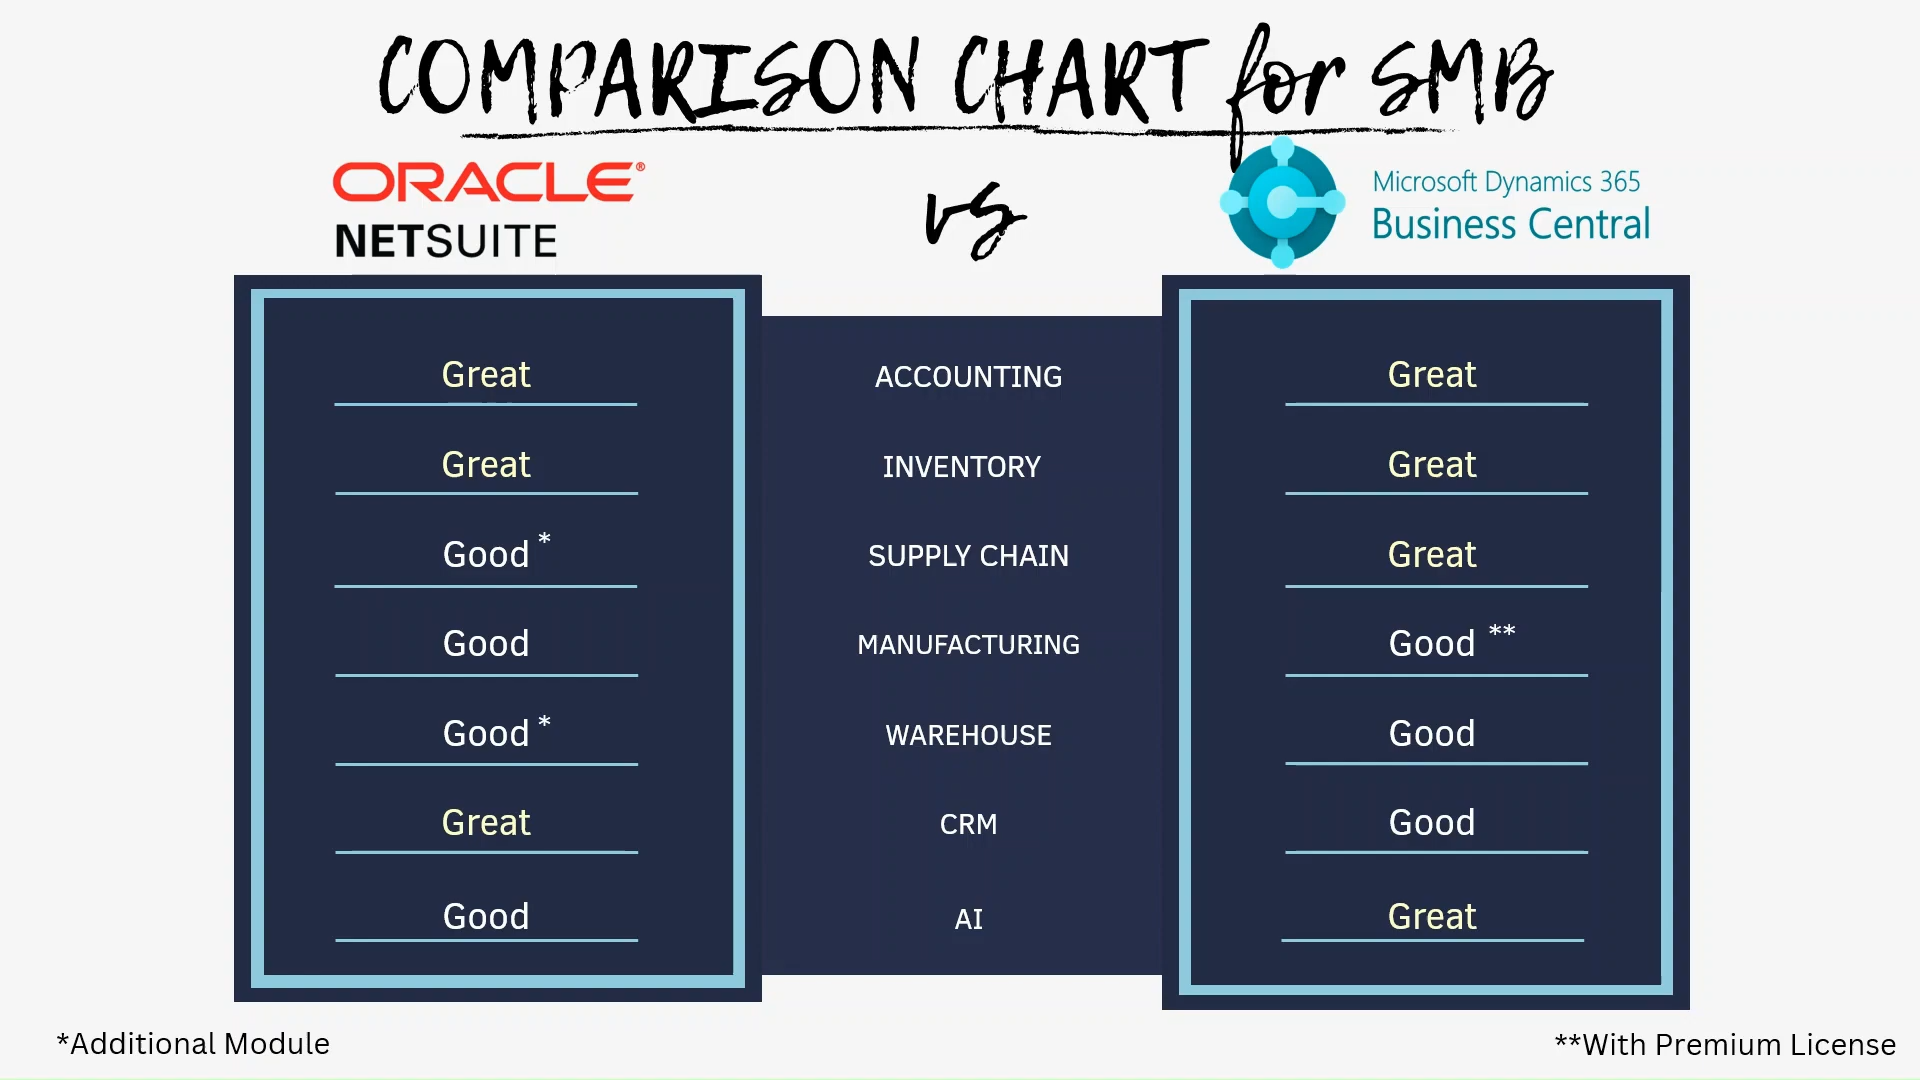 COMPARISON CHART for SMB
ORACLE®
NETSUITE
vs
Microsoft Dynamics 365
Business Central
Great ACCOUNTING Great
Great INVENTORY Great
Good * SUPPLY CHAIN Great
Good MANUFACTURING Good **
Good * WAREHOUSE Good
Great CRM Good
Good AI Great
*Additional Module
**With Premium License